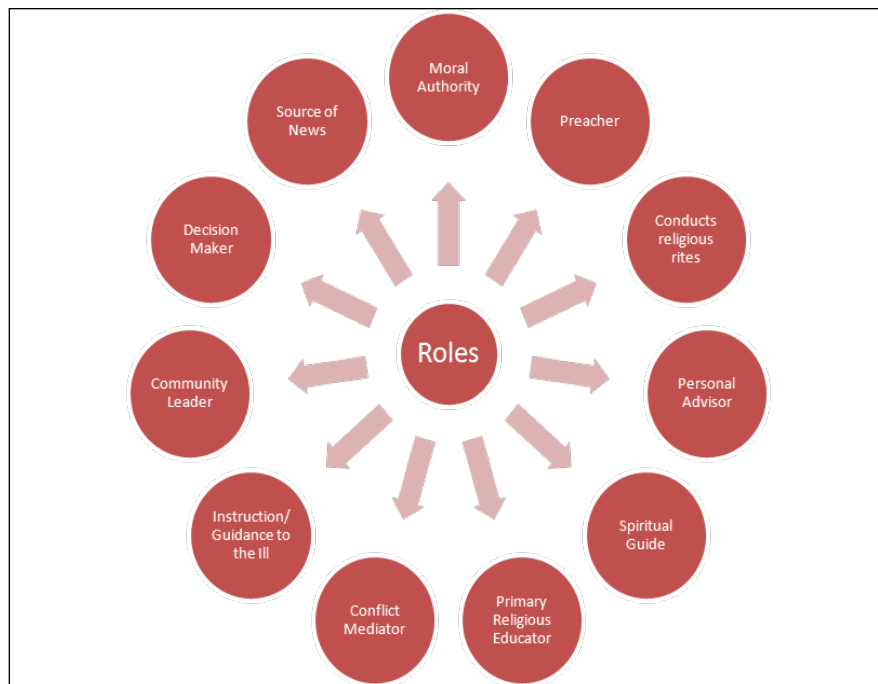 Moral
Authority
Preacher
Conducts
religious
rites
Personal
Advisor
Spiritual
Guide
Primary
Religious
Educator
Conflict
Mediator
Instruction/
Guidance to
the Ill
Community
Leader
Decision
Maker
Source of
News
Roles